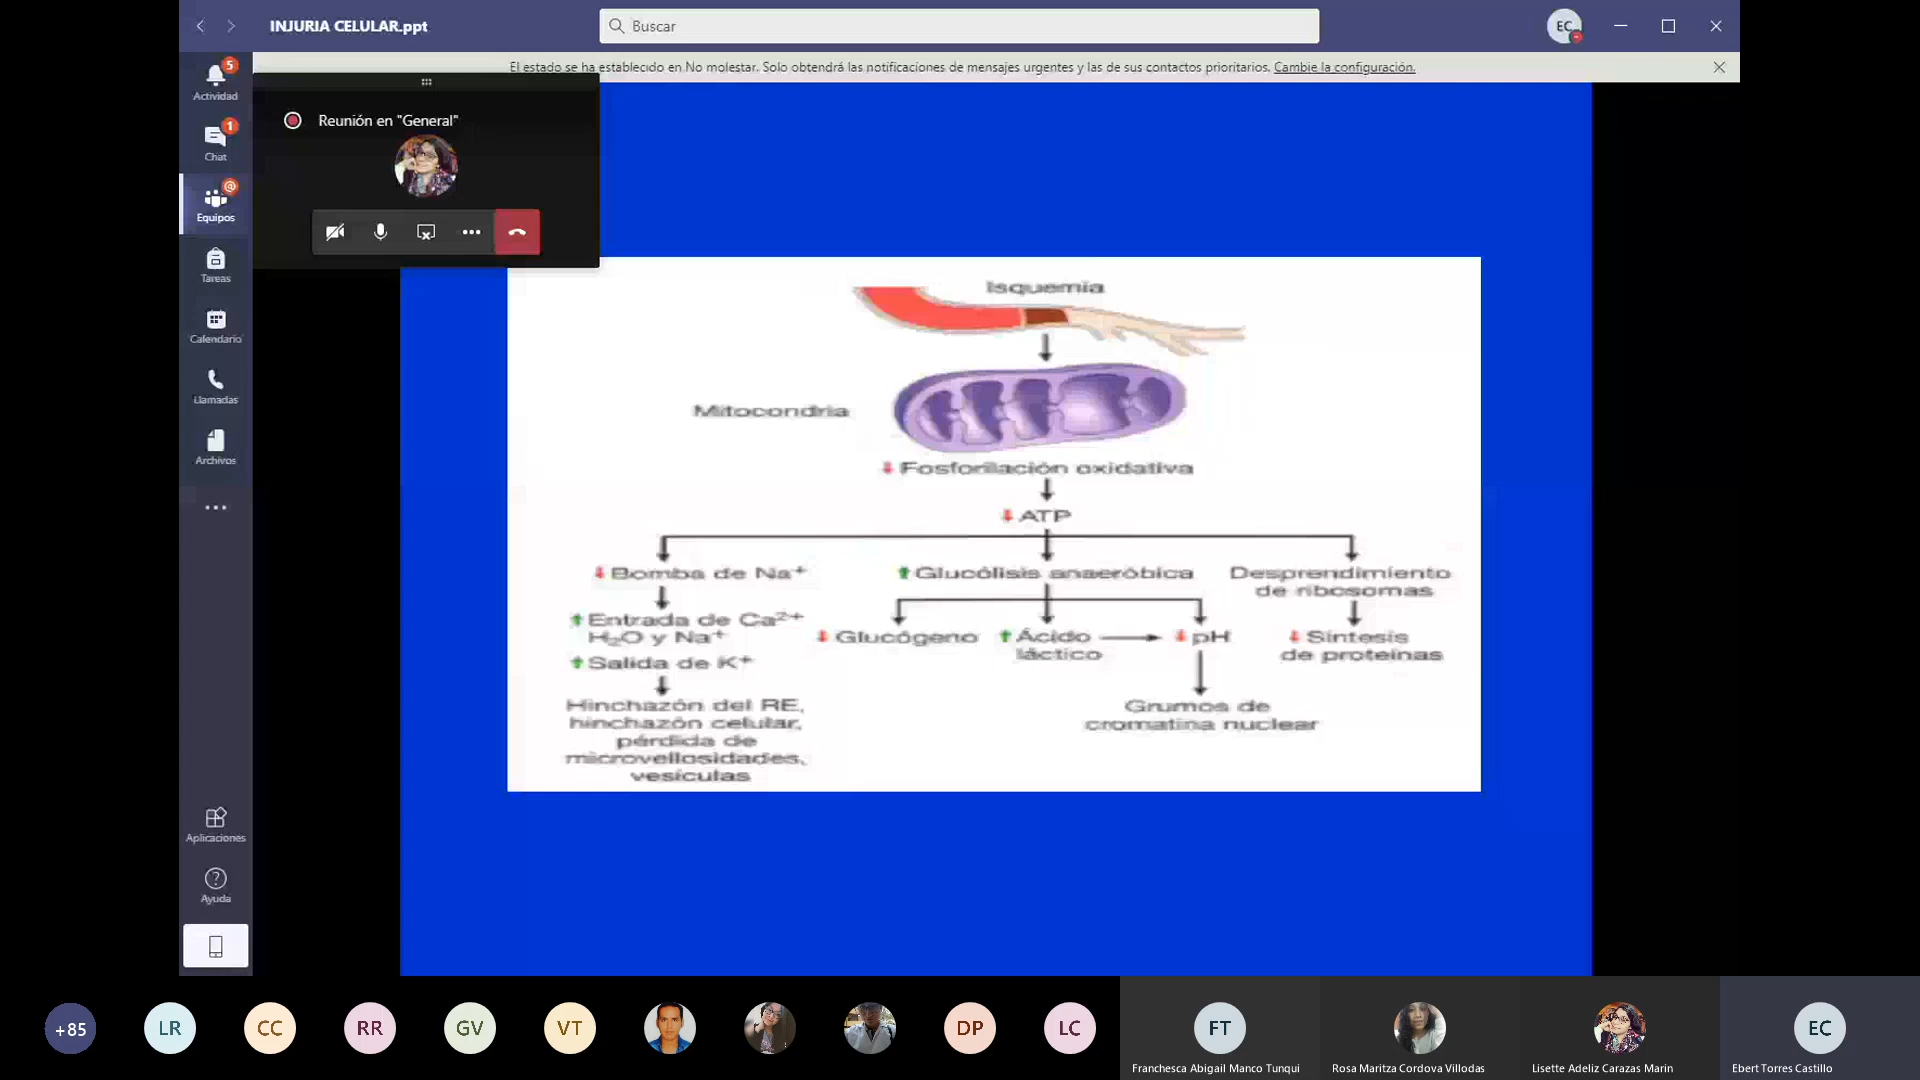 INJURIA CELULAR.ppt
Buscar
EC
El estado se ha establecido en No molestar. Solo obtendrá las notificaciones de mensajes urgentes y las de sus contactos prioritarios. Cambie la configuración.
5
Actividad
1
Chat
@
Equipos
Tareas
Calendario
Llamadas
Archivos
Aplicaciones
Ayuda
Reunión en "General"
Isquemia
Mitocondria
Fosforilación oxidativa
ATP
Bomba de Na+
Glucólisis anaeróbica
Desprendimiento
de ribosomas
Entrada de Ca2+
H2O y Na+
Salida de K+
Glucógeno
Ácido
láctico
pH
Síntesis
de proteínas
Hinchazón del RE,
hinchazón celular,
pérdida de
microvellosidades,
vesículas
Grumos de
cromatina nuclear
+85
LR
CC
RR
GV
VT
DP
LC
FT
EC
Franchesca Abigail Manco Tunqui
Rosa Maritza Cordova Villodas
Lisette Adeliz Carazas Marin
Ebert Torres Castillo